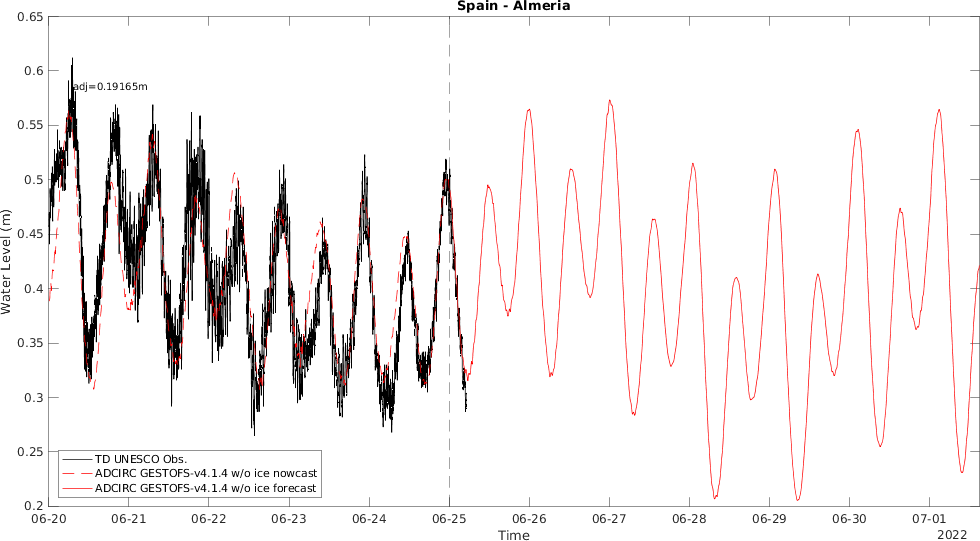 Spain - Almeria
0.65
0.6
0.55
0.5
0.45
0.4
0.35
0.3
0.25
0.2
Water Level (m)
adj=0.19165m
TD UNESCO Obs.
ADCIRC GESTOFS-v4.1.4 w/o ice nowcast
ADCIRC GESTOFS-v4.1.4 w/o ice forecast
06-20 06-21 06-22 06-23 06-24 06-25 06-26 06-27 06-28 06-29 06-30 07-01
Time
2022